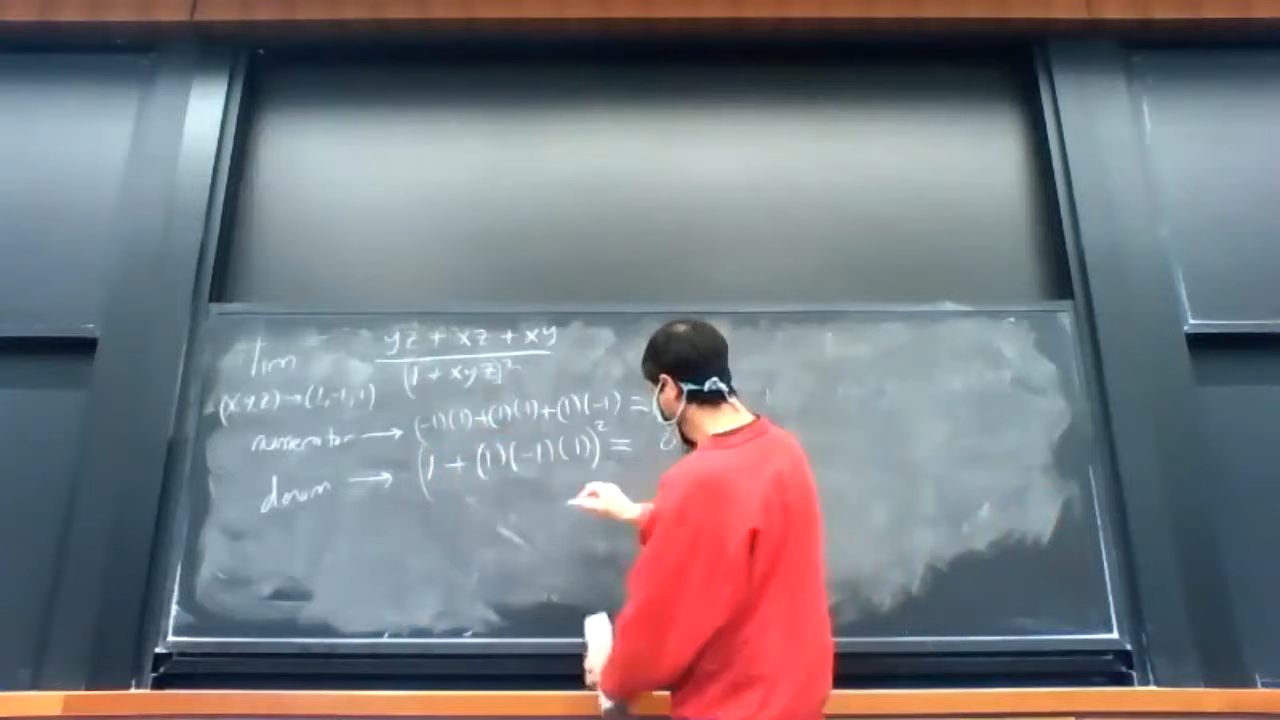 lim yz + xz + xy
(x,y,z)→(1,-1,1) (1 + xyz)²
numerator → (-1)(1)+(1)(1)+(1)(-1) =
denom → (1 + (1)(-1)(1))² = 0